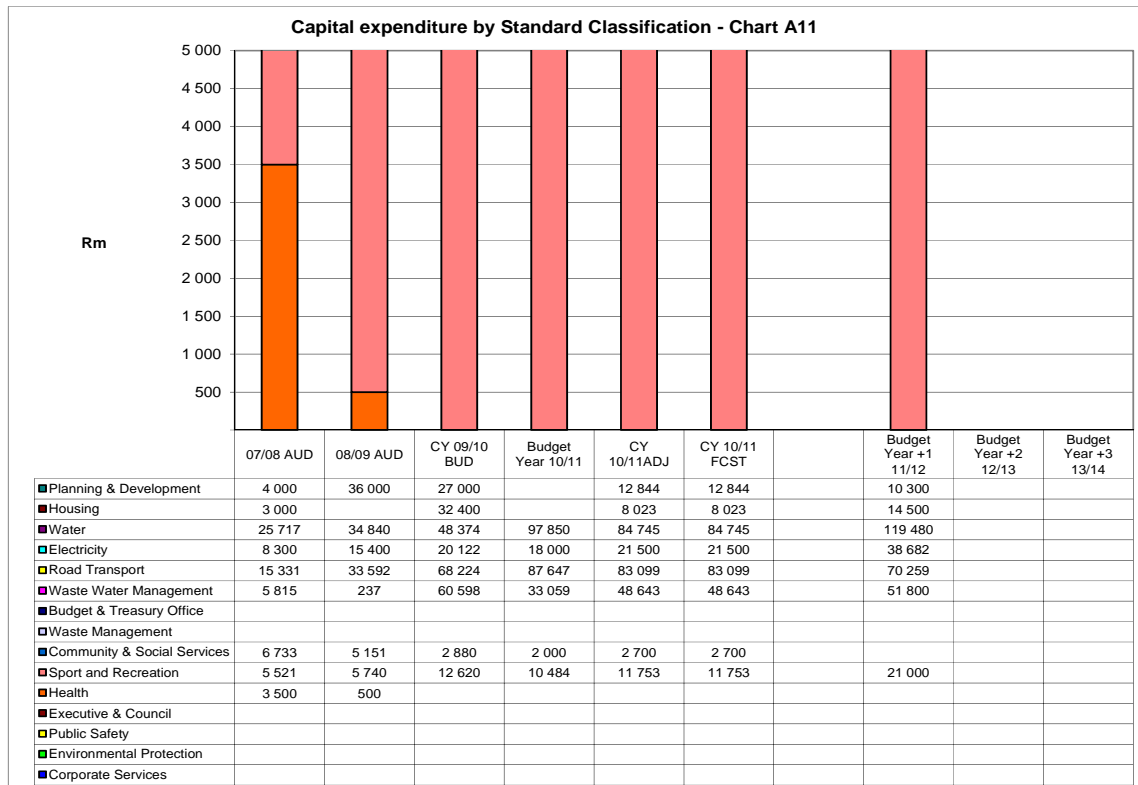 Capital expenditure by Standard Classification - Chart A11
5 000
4 500
4 000
3 500
3 000
2 500
2 000
1 500
1 000
500
Rm
07/08 AUD 08/09 AUD CY 09/10 BUD Budget Year 10/11 CY 10/11ADJ CY 10/11 FCST Budget Year +1 11/12 Budget Year +2 12/13 Budget Year +3 13/14
Planning & Development 4 000 36 000 27 000 12 844 12 844 10 300
Housing 3 000 32 400 8 023 8 023 14 500
Water 25 717 34 840 48 374 97 850 84 745 84 745 119 480
Electricity 8 300 15 400 20 122 18 000 21 500 21 500 38 682
Road Transport 15 331 33 592 68 224 87 647 83 099 83 099 70 259
Waste Water Management 5 815 237 60 598 33 059 48 643 48 643 51 800
Budget & Treasury Office
Waste Management
Community & Social Services 6 733 5 151 2 880 2 000 2 700 2 700
Sport and Recreation 5 521 5 740 12 620 10 484 11 753 11 753 21 000
Health 3 500 500
Executive & Council
Public Safety
Environmental Protection
Corporate Services